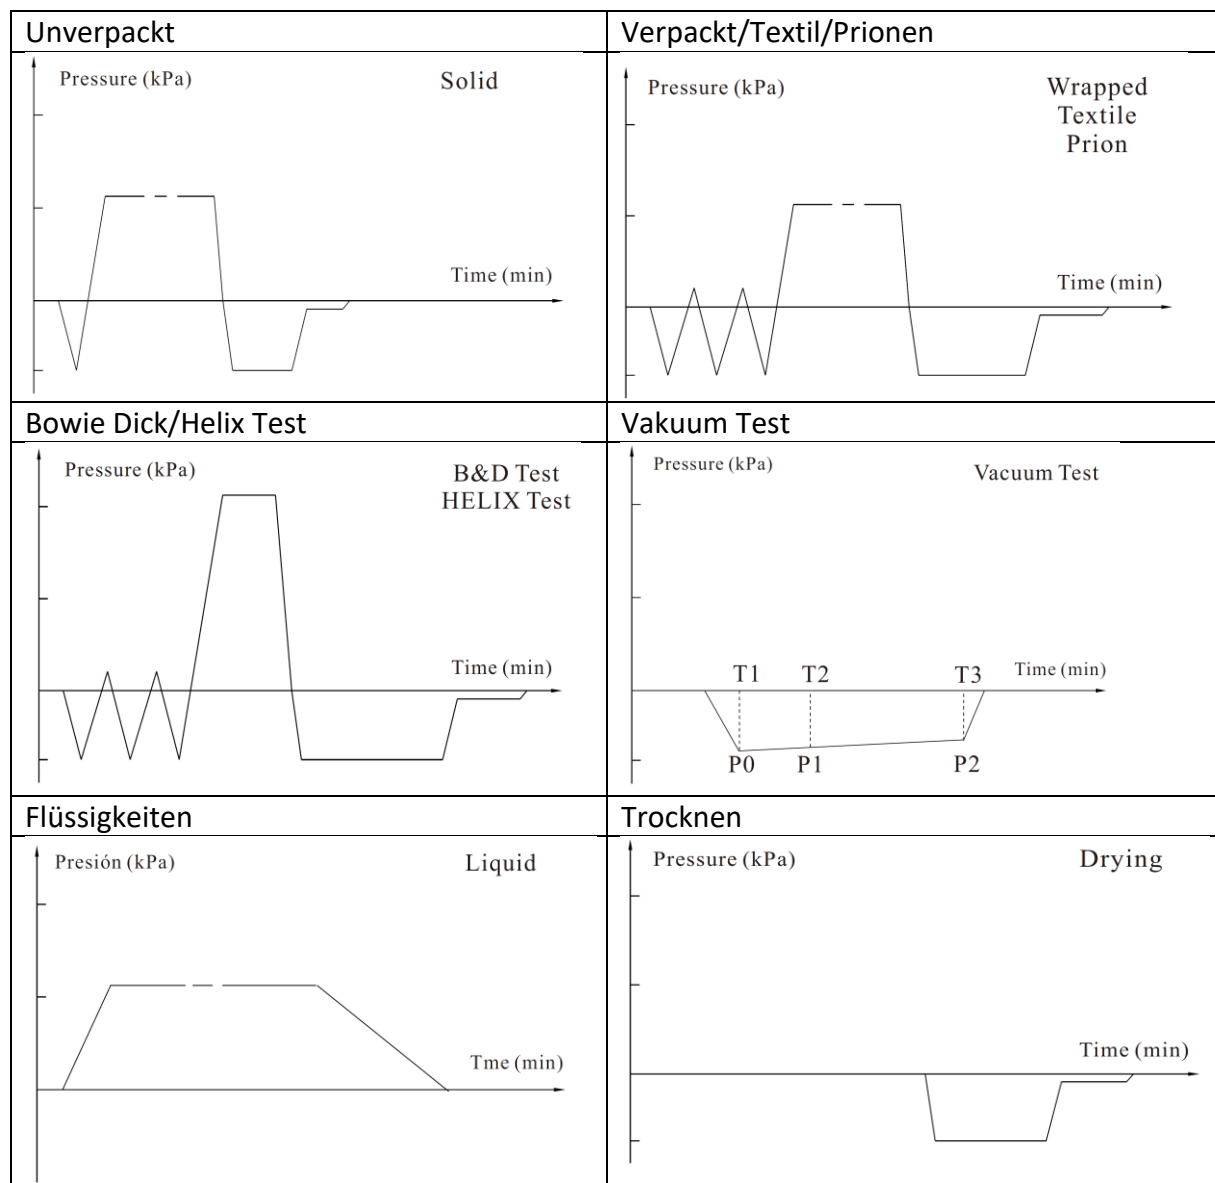 Unverpackt
Pressure (kPa)
Solid
Time (min)
Verpackt/Textil/Prionen
Pressure (kPa)
Wrapped
Textile
Prion
Time (min)
Bowie Dick/Helix Test
Pressure (kPa)
B&D Test
HELIX Test
Time (min)
Vakuum Test
Pressure (kPa)
Vacuum Test
T1 T2 T3 Time (min)
P0 P1 P2
Flüssigkeiten
Presión (kPa)
Liquid
Tme (min)
Trocknen
Pressure (kPa)
Drying
Time (min)